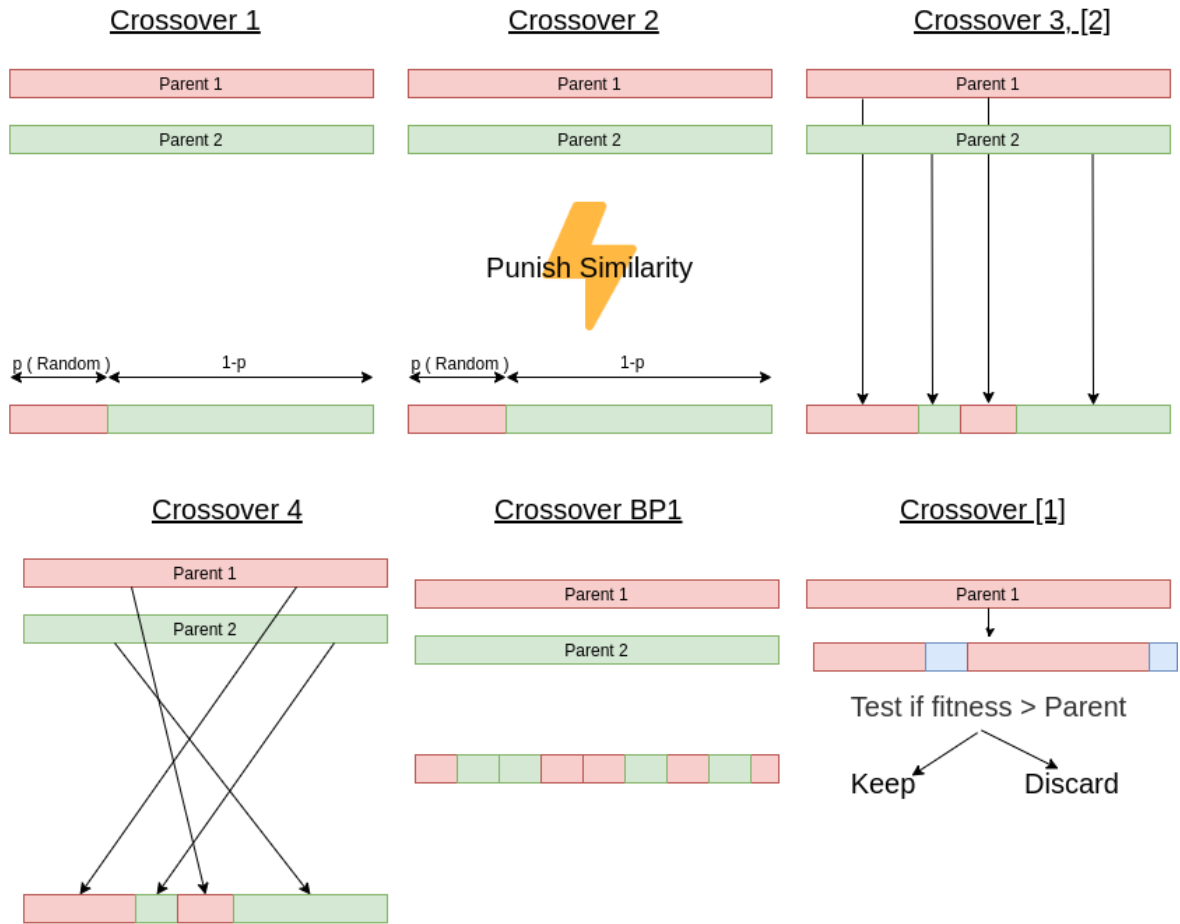 Crossover 1
Parent 1
Parent 2
p ( Random )
1-p
Crossover 2
Parent 1
Parent 2
Punish Similarity
p ( Random )
1-p
Crossover 3, [2]
Parent 1
Parent 2
Crossover 4
Parent 1
Parent 2
Crossover BP1
Parent 1
Parent 2
Crossover [1]
Parent 1
Test if fitness > Parent
Keep
Discard